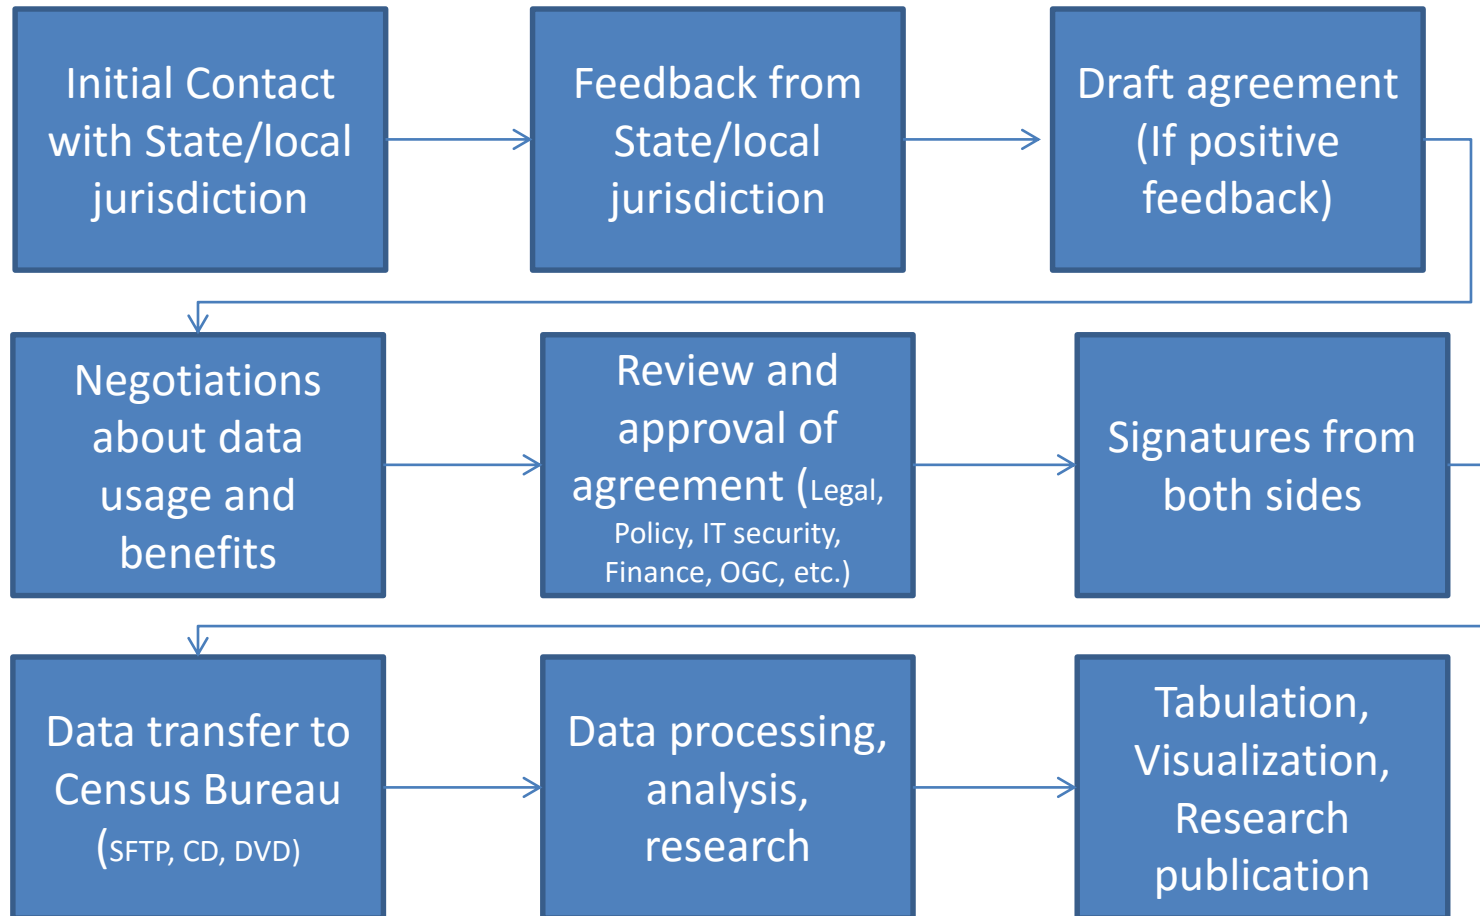 Initial Contact
with State/local
jurisdiction
Feedback from
State/local
jurisdiction
Draft agreement
(If positive
feedback)
Negotiations
about data
usage and
benefits
Review and
approval of
agreement (Legal,
Policy, IT security,
Finance, OGC, etc.)
Signatures from
both sides
Data transfer to
Census Bureau
(SFTP, CD, DVD)
Data processing,
analysis,
research
Tabulation,
Visualization,
Research
publication